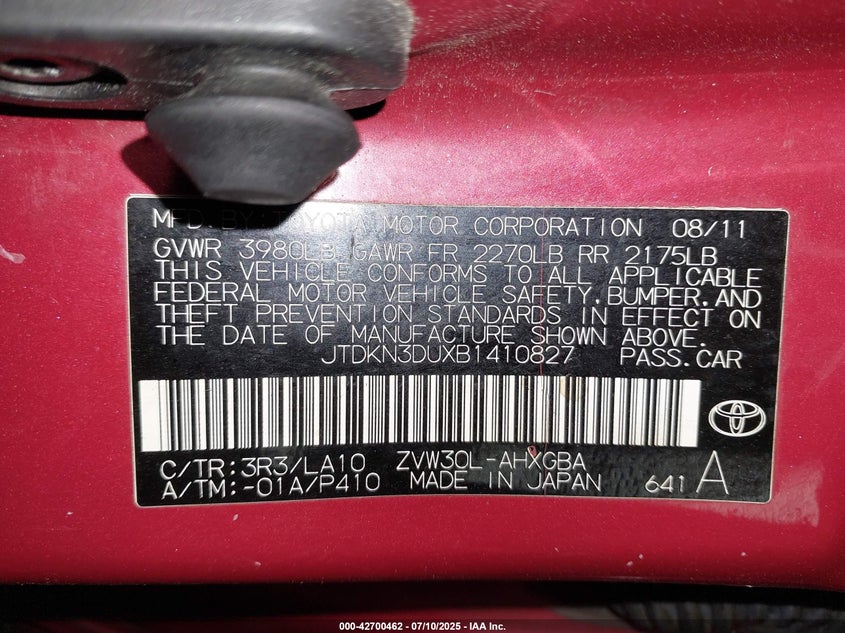 MFD. BY: TOYOTA MOTOR CORPORATION 08/11
GVWR 3980LB GAWR FR 2270LB RR 2175LB
THIS VEHICLE CONFORMS TO ALL APPLICABLE
FEDERAL MOTOR VEHICLE SAFETY, BUMPER, AND
THEFT PREVENTION STANDARDS IN EFFECT ON
THE DATE OF MANUFACTURE SHOWN ABOVE.
JTDKN3DUXB1410827 PASS.CAR
C/TR: 3R3/LA10 ZVW30L-AHXGBA
A/TM: -01A/P410 MADE IN JAPAN 641 A
000-42700462 - 07/10/2025 - IAA Inc.